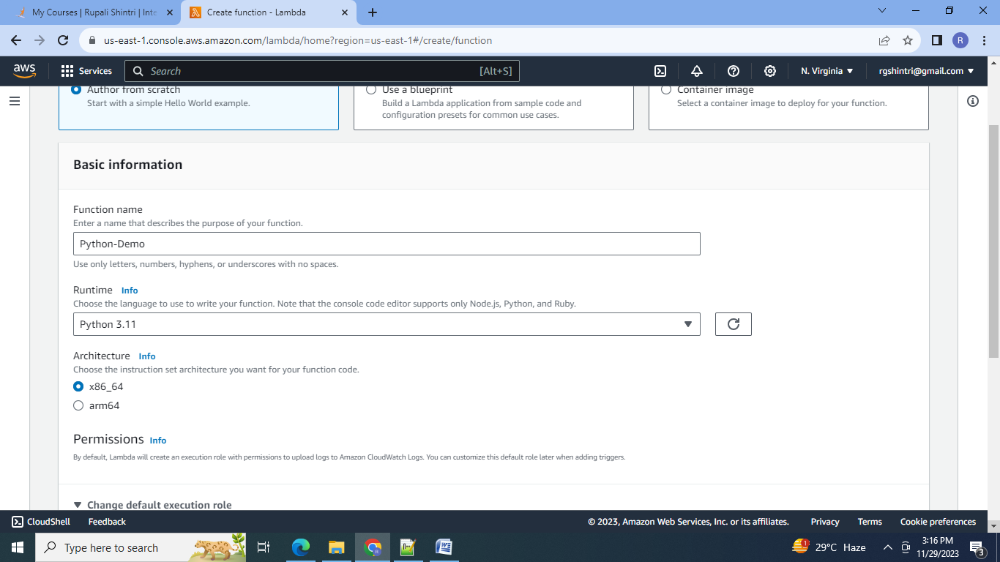 My Courses | Rupali Shintri | Inte
Create function - Lambda
us-east-1.console.aws.amazon.com/lambda/home?region=us-east-1#/create/function
R
aws
Services
Search
[Alt+S]
N. Virginia
rgshintri@gmail.com
Author from scratch
Start with a simple Hello World example.
Use a blueprint
Build a Lambda application from sample code and
configuration presets for common use cases.
Container image
Select a container image to deploy for your function.
Basic information
Function name
Enter a name that describes the purpose of your function.
Python-Demo
Use only letters, numbers, hyphens, or underscores with no spaces.
Runtime Info
Choose the language to use to write your function. Note that the console code editor supports only Node.js, Python, and Ruby.
Python 3.11
Architecture Info
Choose the instruction set architecture you want for your function code.
x86_64
arm64
Permissions Info
By default, Lambda will create an execution role with permissions to upload logs to Amazon CloudWatch Logs. You can customize this default role later when adding triggers.
Change default execution role
CloudShell Feedback
© 2023, Amazon Web Services, Inc. or its affiliates. Privacy Terms Cookie preferences
Type here to search
1
29°C Haze
3:16 PM
11/29/2023
3